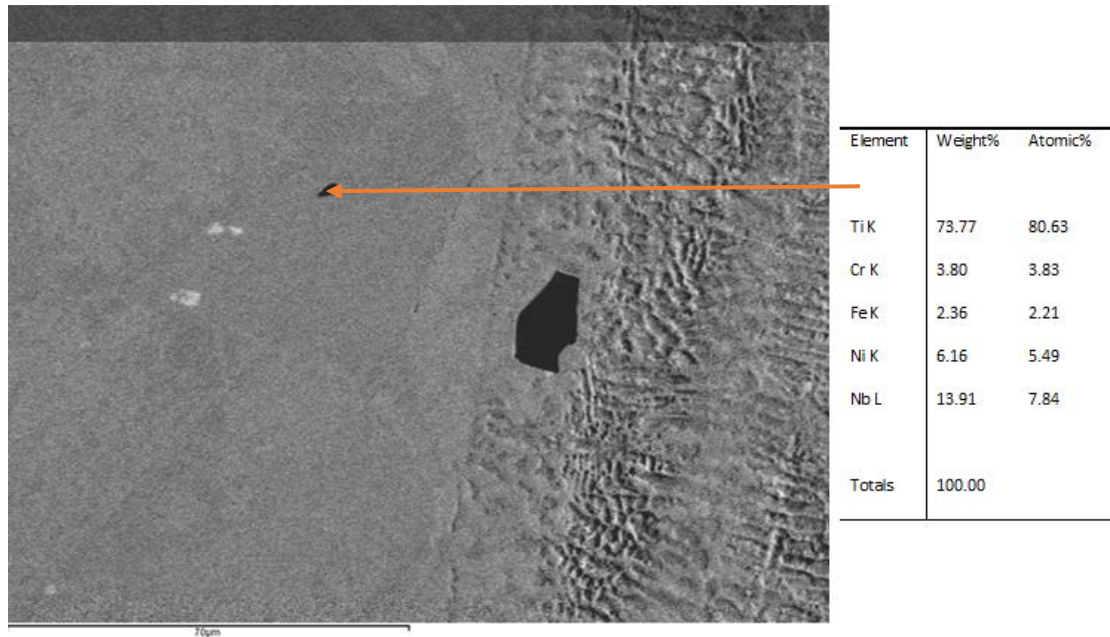 Element Weight% Atomic%
Ti K 73.77 80.63
Cr K 3.80 3.83
Fe K 2.36 2.21
Ni K 6.16 5.49
Nb L 13.91 7.84
Totals 100.00
70µm